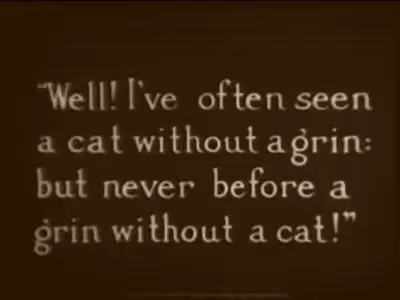 "Well! I've often seen
a cat without a grin:
but never before a
grin without a cat!"